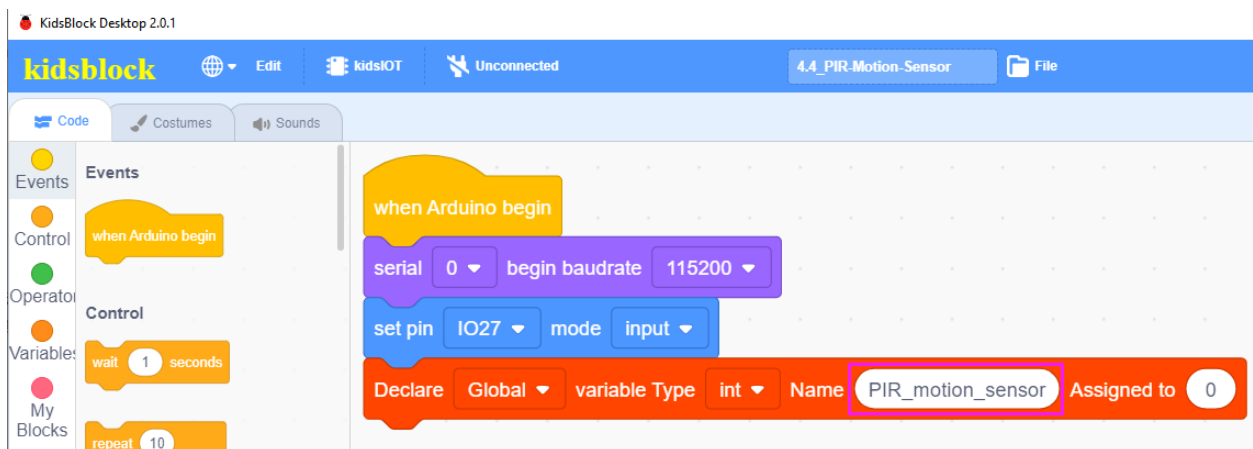 KidsBlock Desktop 2.0.1
kidsblock Edit kidsIOT Unconnected 4.4_PIR-Motion-Sensor File
Code Costumes Sounds
Events
Control
Operator
Variables
My
Blocks
Events
when Arduino begin
Control
wait 1 seconds
repeat 10
when Arduino begin
serial 0 begin baudrate 115200
set pin IO27 mode input
Declare Global variable Type int Name PIR_motion_sensor Assigned to 0